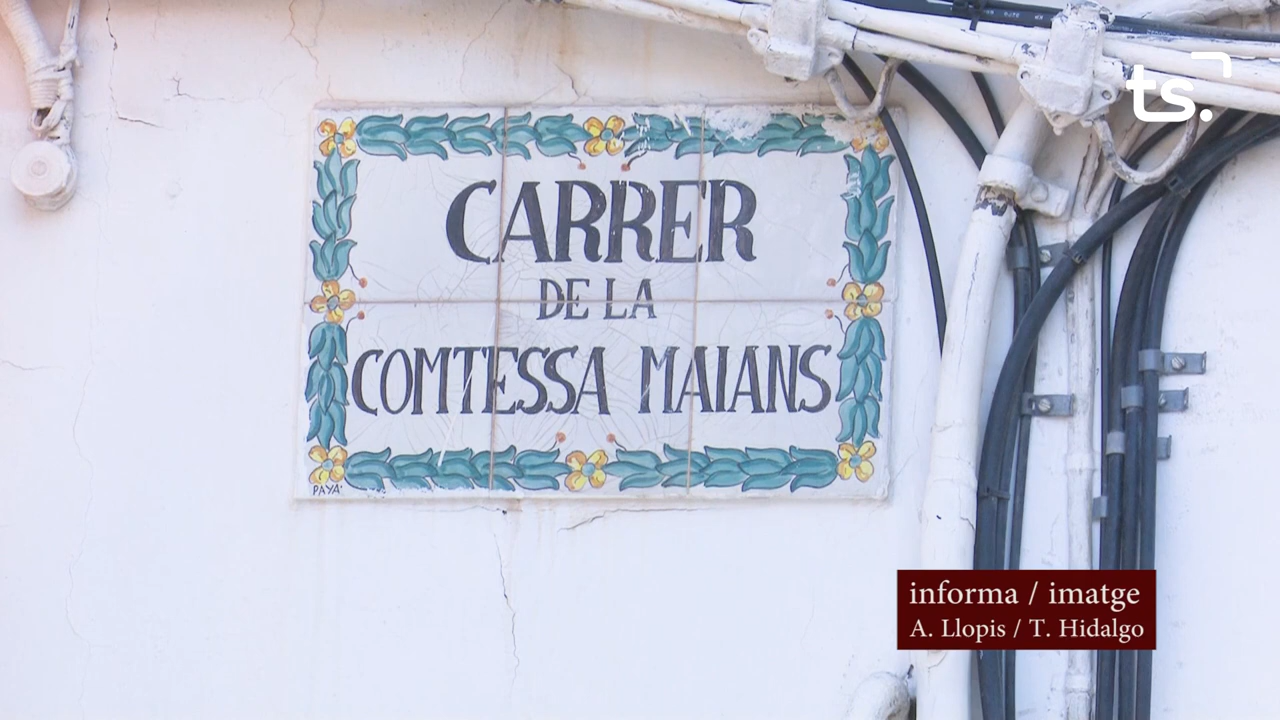 ts.
CARRER
DE LA
COMTESSA MAIANS
PAYÁ
informa / imatge
A. Llopis / T. Hidalgo